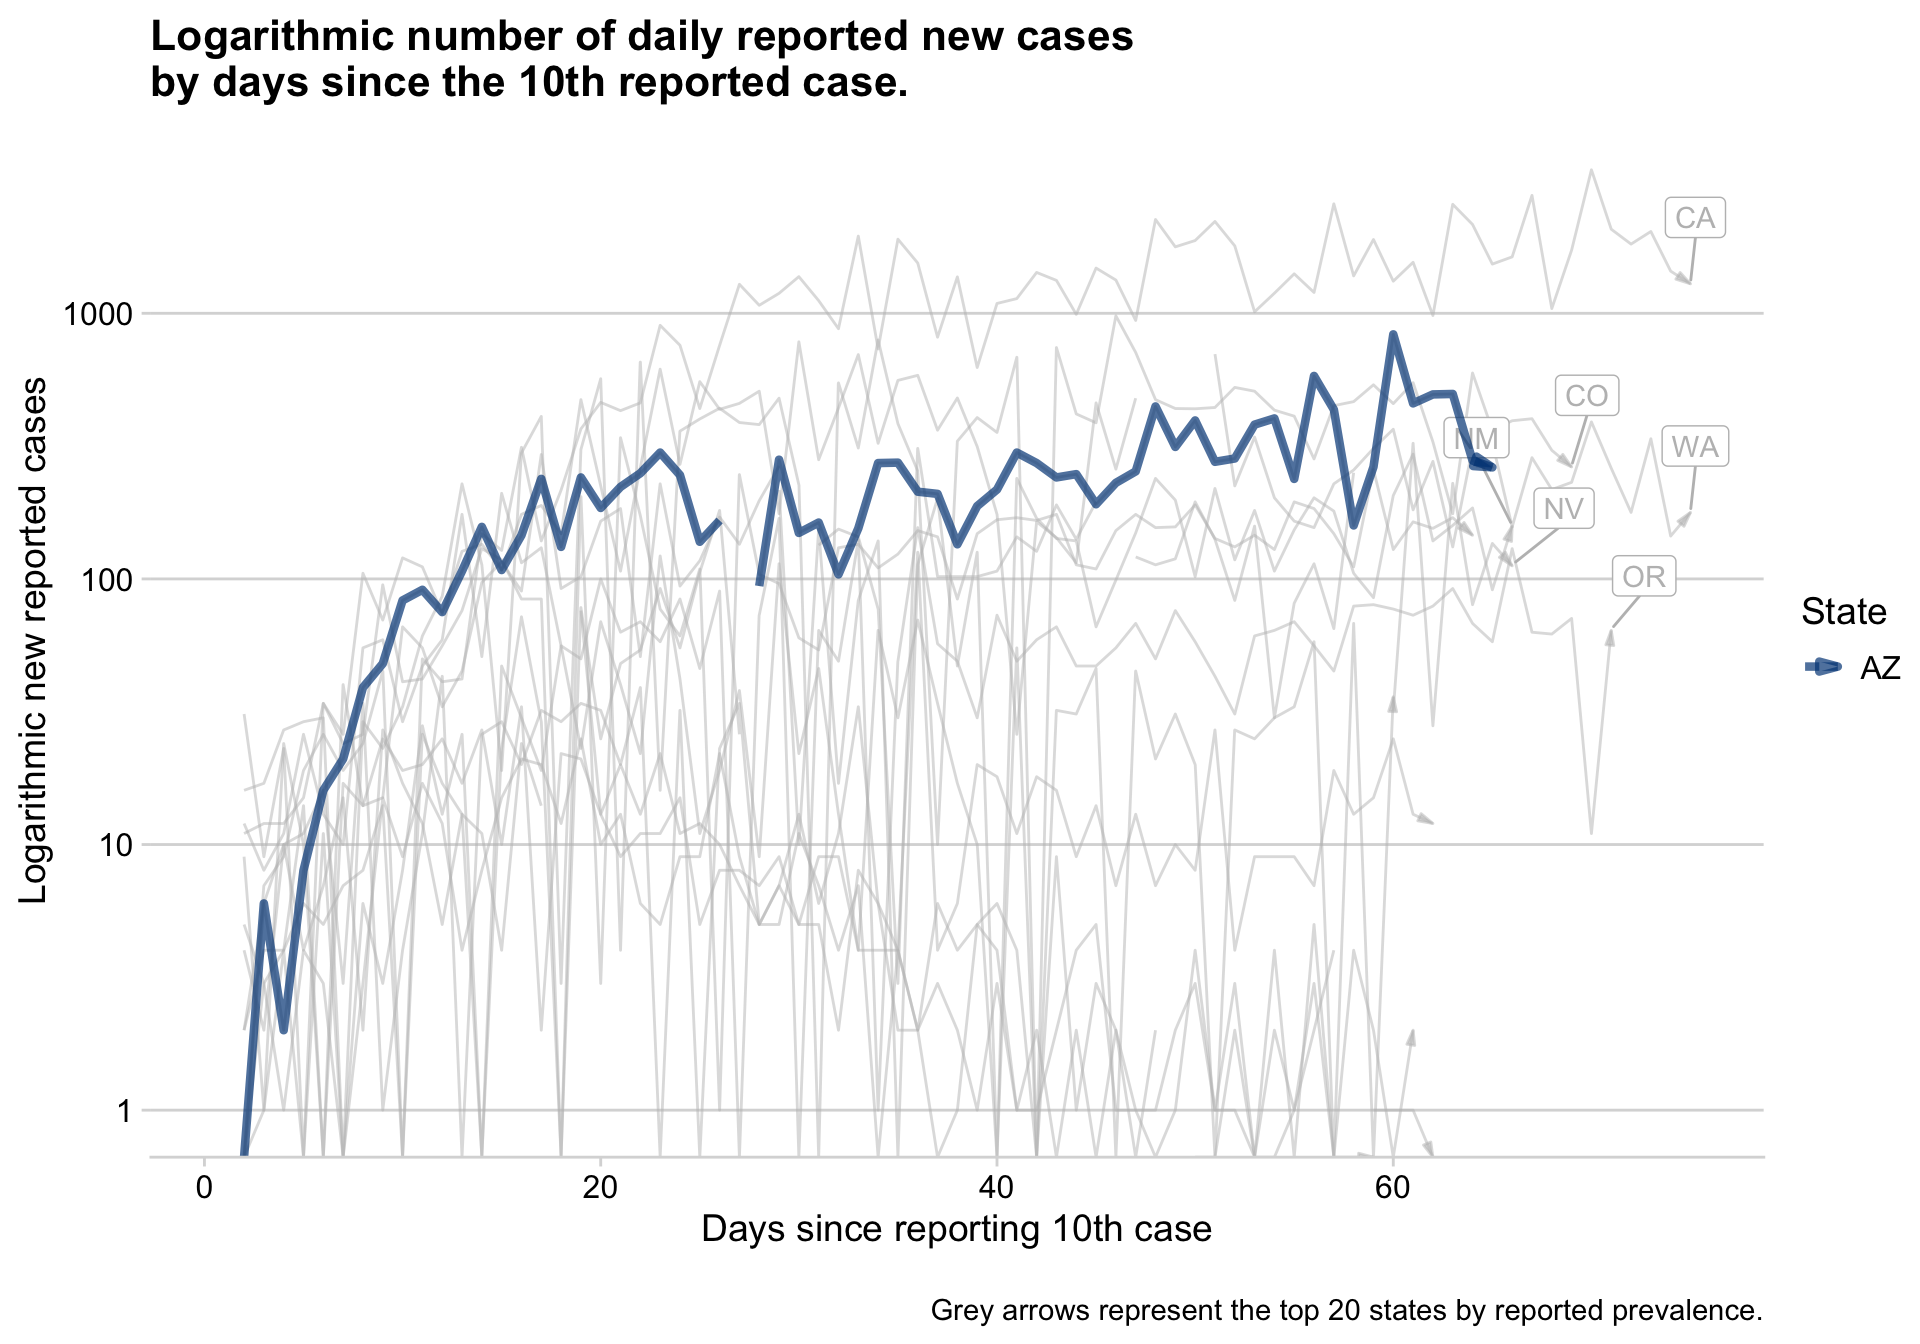 Logarithmic number of daily reported new cases
by days since the 10th reported case.
Logarithmic new reported cases
1000
100
10
1
CA
CO
NM
WA
NV
OR
State
AZ
0
20
40
60
Days since reporting 10th case
Grey arrows represent the top 20 states by reported prevalence.